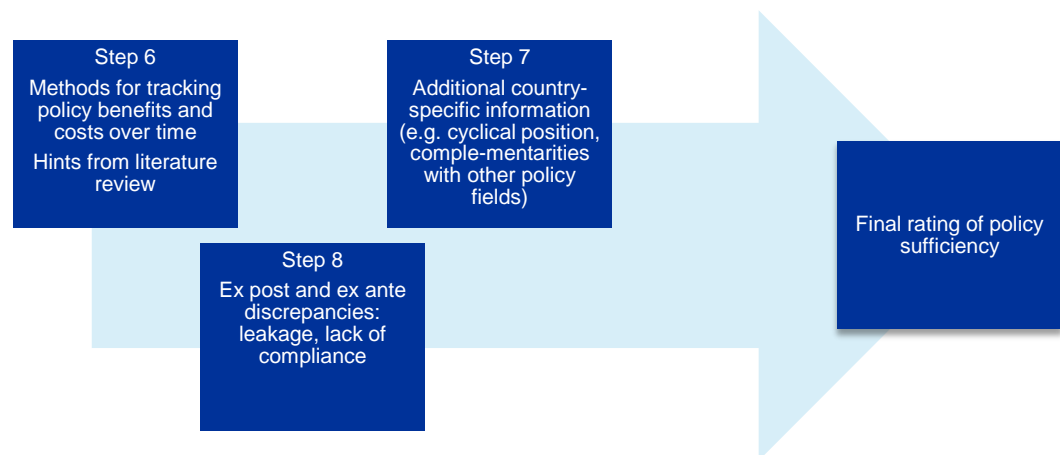 Step 6
Methods for tracking
policy benefits and
costs over time
Hints from literature
review
Step 7
Additional country-
specific information
(e.g. cyclical position,
comple-mentarities
with other policy
fields)
Step 8
Ex post and ex ante
discrepancies:
leakage, lack of
compliance
Final rating of policy
sufficiency